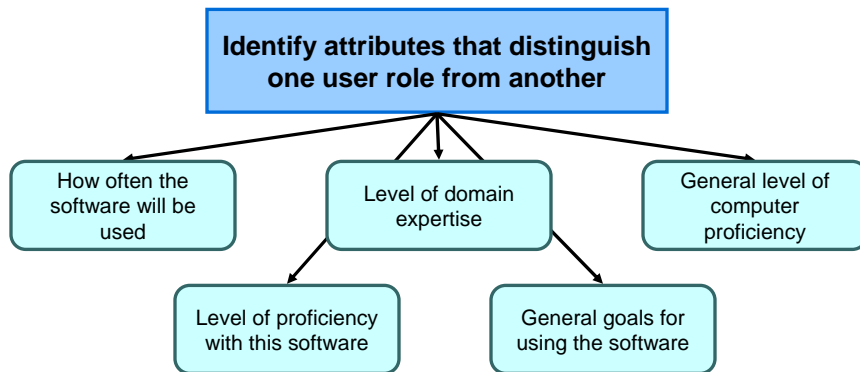 Identify attributes that distinguish
one user role from another
How often the
software will be
used
Level of domain
expertise
General level of
computer
proficiency
Level of proficiency
with this software
General goals for
using the software